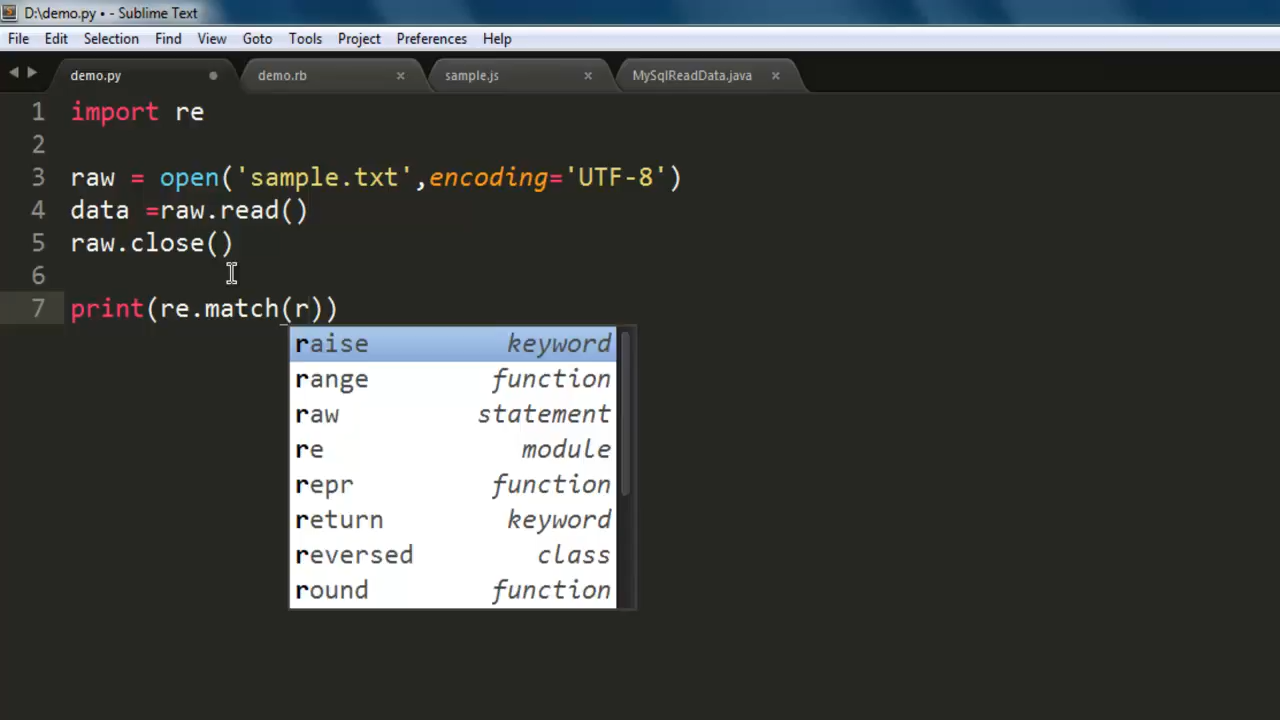 D:\demo.py • - Sublime Text
File Edit Selection Find View Goto Tools Project Preferences Help
demo.py demo.rb sample.js MySqlReadData.java
1 import re
2
3 raw = open('sample.txt',encoding='UTF-8')
4 data =raw.read()
5 raw.close()
6
7 print(re.match(r))
raise keyword
range function
raw statement
re module
repr function
return keyword
reversed class
round function